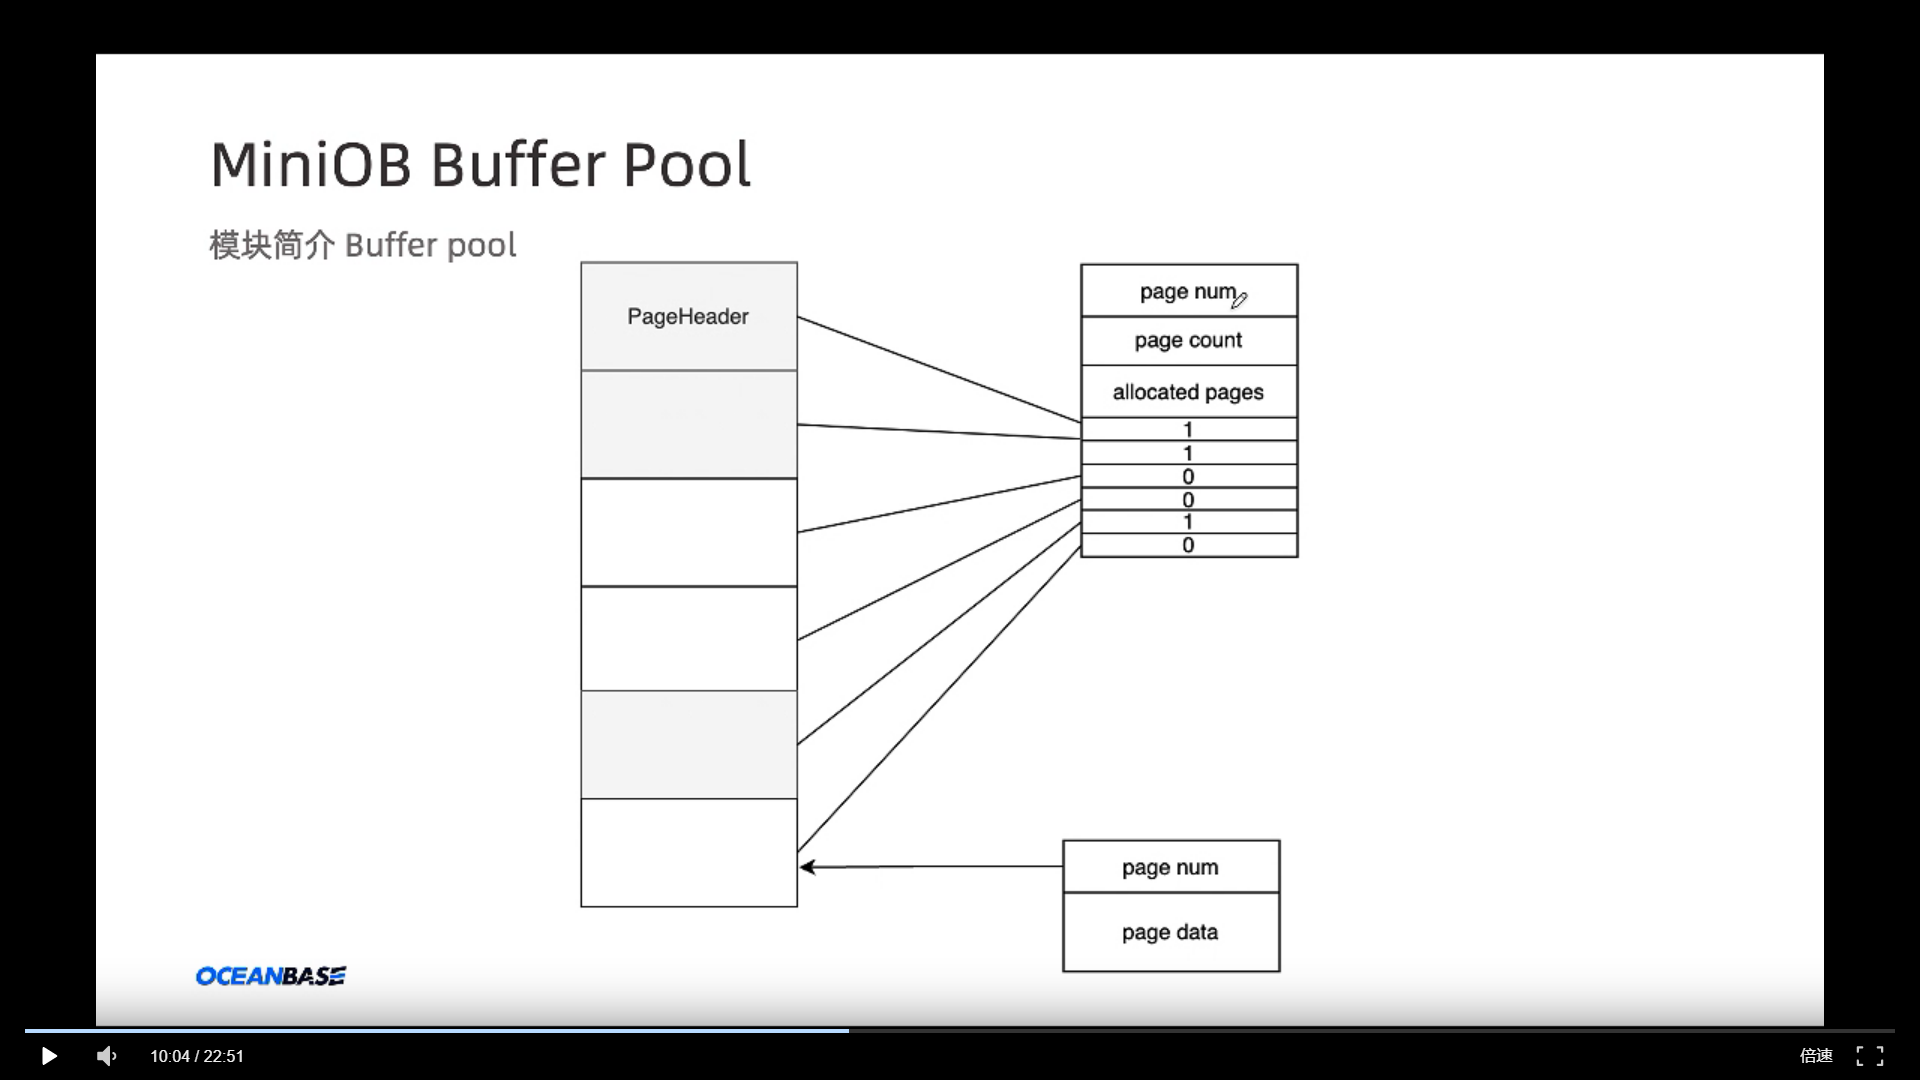 MiniOB Buffer Pool
模块简介 Buffer pool
PageHeader
page num
page count
allocated pages
1
1
0
0
1
0
page num
page data
OCEANBASE
10:04 / 22:51
倍速